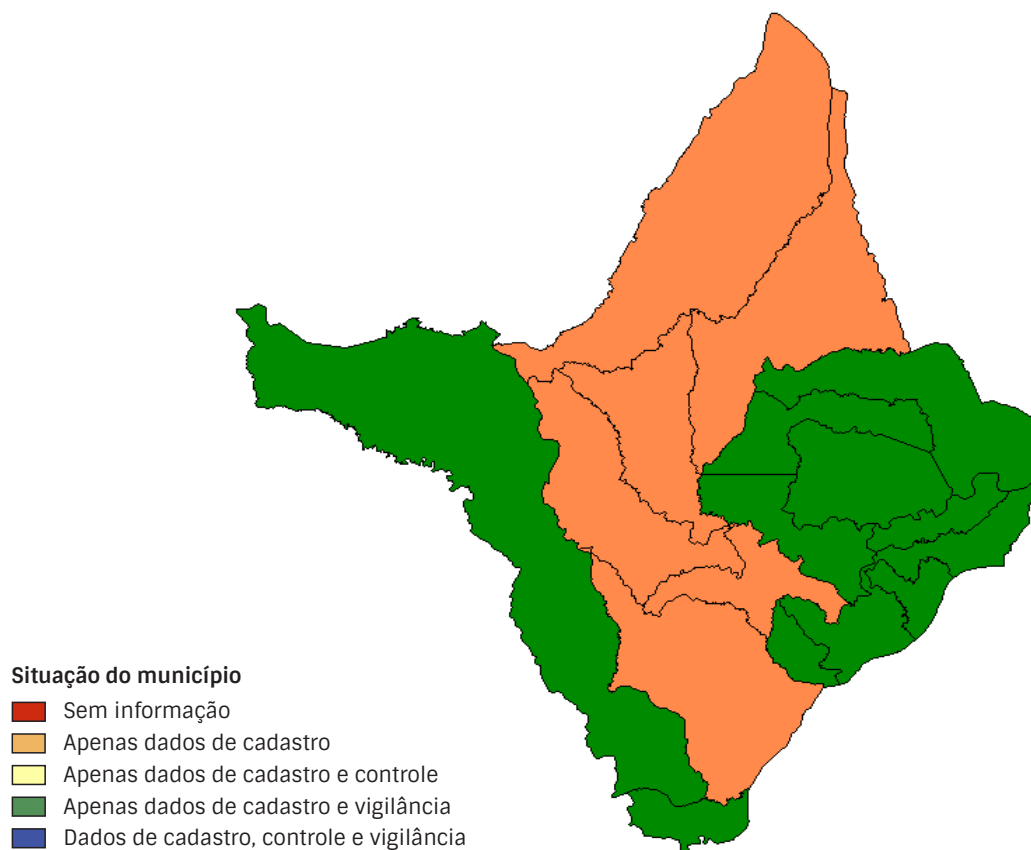 Situação do município
Sem informação
Apenas dados de cadastro
Apenas dados de cadastro e controle
Apenas dados de cadastro e vigilância
Dados de cadastro, controle e vigilância